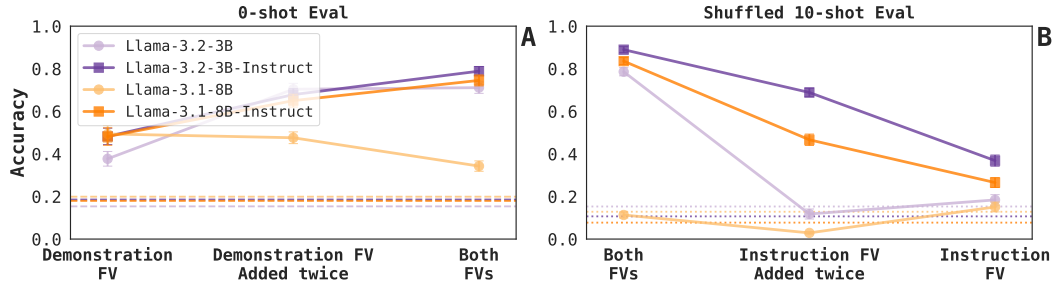 0-shot Eval
Shuffled 10-shot Eval
A
B
Accuracy
1.0
0.8
0.6
0.4
0.2
0.0
Llama-3.2-3B
Llama-3.2-3B-Instruct
Llama-3.1-8B
Llama-3.1-8B-Instruct
Demonstration
FV
Demonstration FV
Added twice
Both
FVs
1.0
0.8
0.6
0.4
0.2
0.0
Both
FVs
Instruction FV
Added twice
Instruction
FV